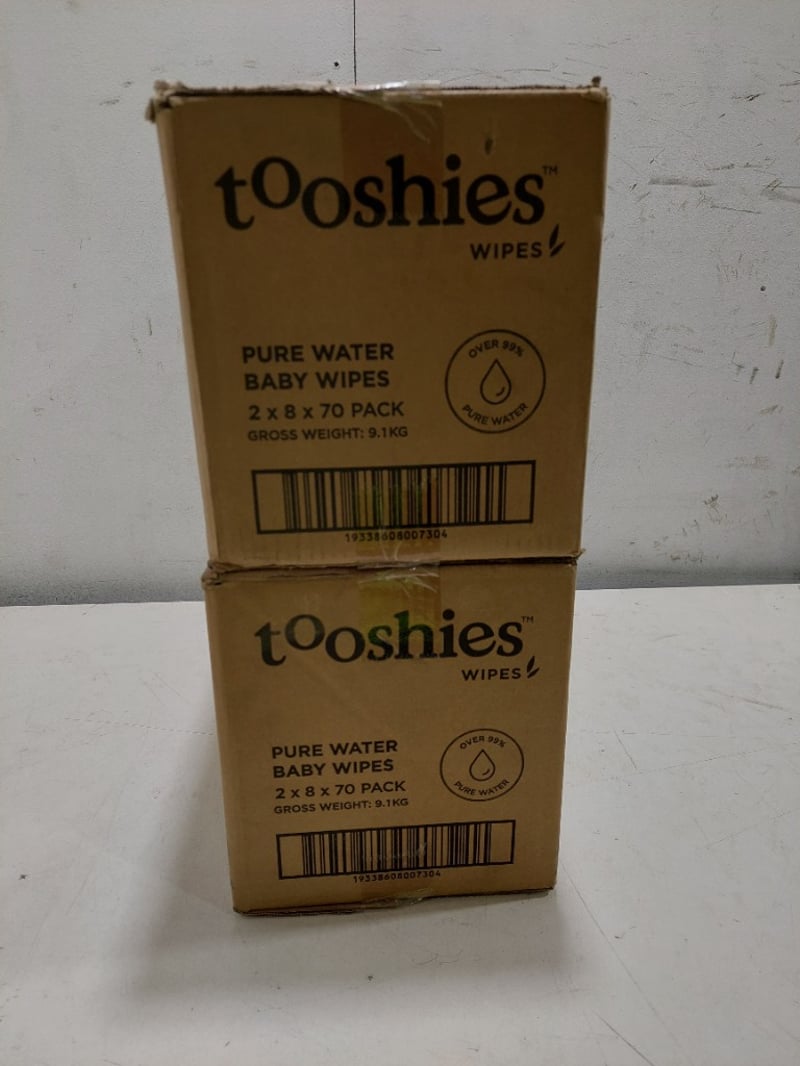 tooshies™
WIPES
PURE WATER
BABY WIPES
2 x 8 x 70 PACK
GROSS WEIGHT: 9.1KG
OVER 99%
PURE WATER
19338608007304
tooshies™
WIPES
PURE WATER
BABY WIPES
2 x 8 x 70 PACK
GROSS WEIGHT: 9.1KG
OVER 99%
PURE WATER
19338608007304